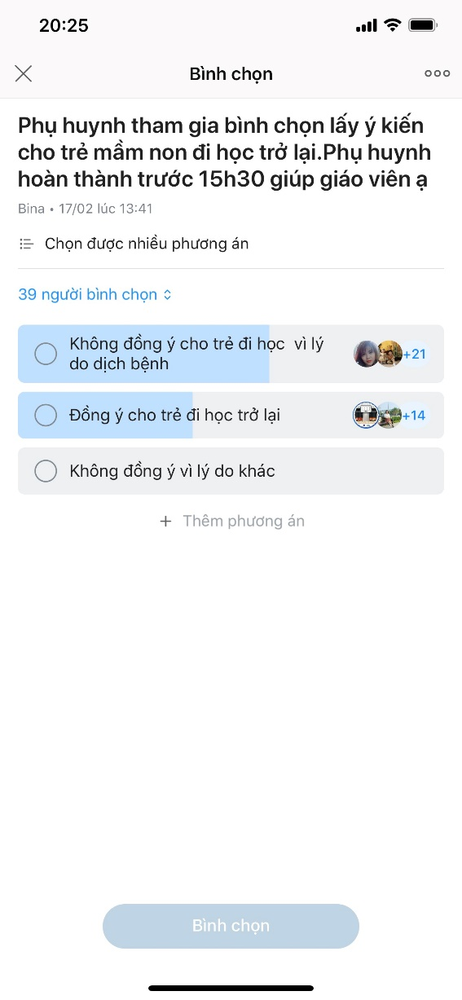 20:25
Bình chọn
Phụ huynh tham gia bình chọn lấy ý kiến
cho trẻ mầm non đi học trở lại.Phụ huynh
hoàn thành trước 15h30 giúp giáo viên ạ
Bina • 17/02 lúc 13:41
Chọn được nhiều phương án
39 người bình chọn
Không đồng ý cho trẻ đi học vì lý
do dịch bệnh
+21
Đồng ý cho trẻ đi học trở lại
+14
Không đồng ý vì lý do khác
+ Thêm phương án
Bình chọn